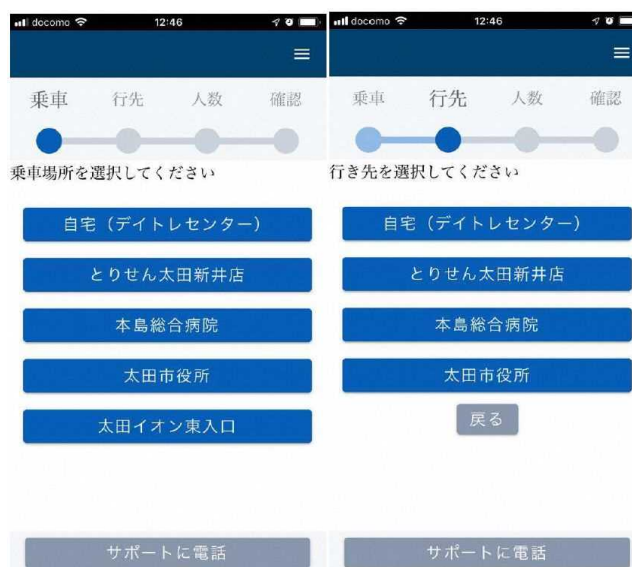 docomo 12:46
乗車 行先 人数 確認
乗車場所を選択してください
自宅（デイトレセンター）
とりせん太田新井店
本島総合病院
太田市役所
太田イオン東入口
サポートに電話
docomo 12:46
乗車 行先 人数 確認
行き先を選択してください
自宅（デイトレセンター）
とりせん太田新井店
本島総合病院
太田市役所
戻る
サポートに電話